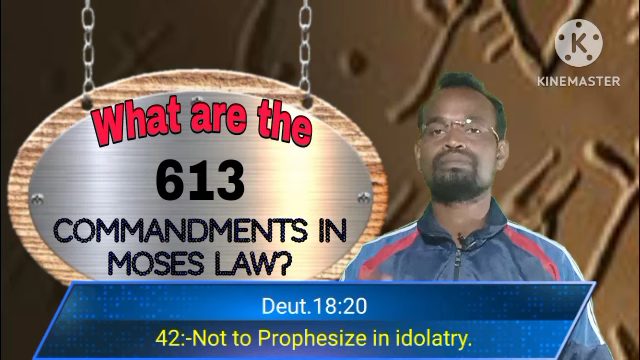 KINEMASTER
What are the
613
COMMANDMENTS IN
MOSES LAW?
Deut.18:20
42:-Not to Prophesize in idolatry.